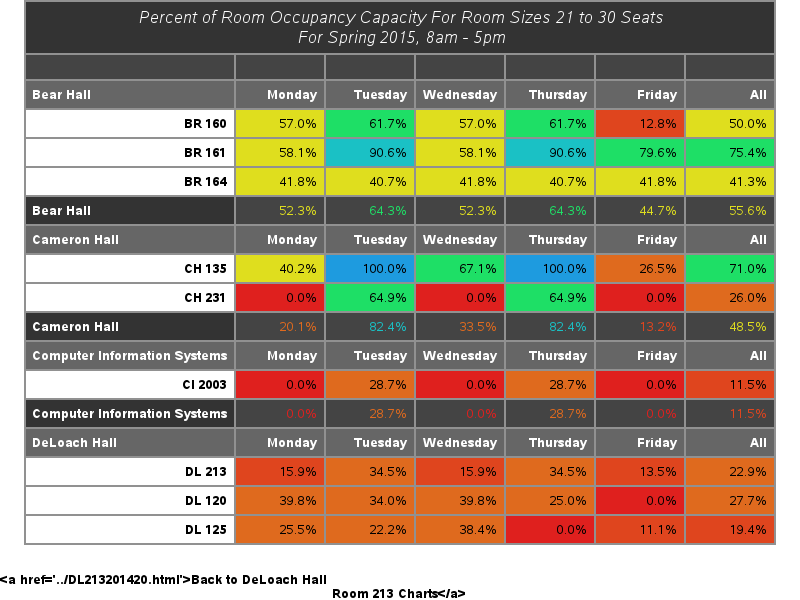 Percent of Room Occupancy Capacity For Room Sizes 21 to 30 Seats
For Spring 2015, 8am - 5pm
Bear Hall Monday Tuesday Wednesday Thursday Friday All
BR 160 57.0% 61.7% 57.0% 61.7% 12.8% 50.0%
BR 161 58.1% 90.6% 58.1% 90.6% 79.6% 75.4%
BR 164 41.8% 40.7% 41.8% 40.7% 41.8% 41.3%
Bear Hall 52.3% 64.3% 52.3% 64.3% 44.7% 55.6%
Cameron Hall Monday Tuesday Wednesday Thursday Friday All
CH 135 40.2% 100.0% 67.1% 100.0% 26.5% 71.0%
CH 231 0.0% 64.9% 0.0% 64.9% 0.0% 26.0%
Cameron Hall 20.1% 82.4% 33.5% 82.4% 13.2% 48.5%
Computer Information Systems Monday Tuesday Wednesday Thursday Friday All
CI 2003 0.0% 28.7% 0.0% 28.7% 0.0% 11.5%
Computer Information Systems 0.0% 28.7% 0.0% 28.7% 0.0% 11.5%
DeLoach Hall Monday Tuesday Wednesday Thursday Friday All
DL 213 15.9% 34.5% 15.9% 34.5% 13.5% 22.9%
DL 120 39.8% 34.0% 39.8% 25.0% 0.0% 27.7%
DL 125 25.5% 22.2% 38.4% 0.0% 11.1% 19.4%
<a href='../DL213201420.html'>Back to DeLoach Hall
Room 213 Charts</a>